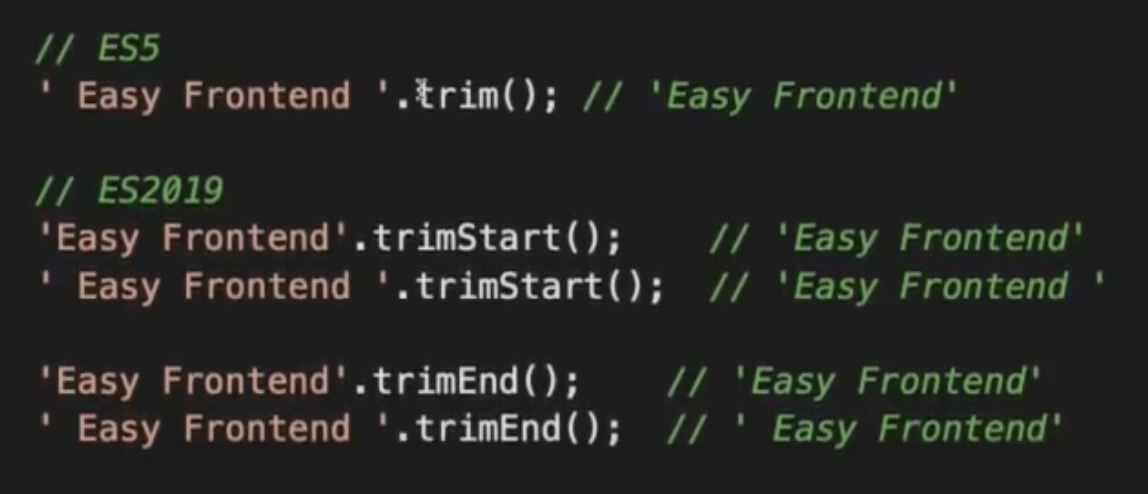 // ES5
' Easy Frontend '.trim(); // 'Easy Frontend'
// ES2019
'Easy Frontend'.trimStart();    // 'Easy Frontend'
' Easy Frontend '.trimStart();  // 'Easy Frontend '
'Easy Frontend'.trimEnd();    // 'Easy Frontend'
' Easy Frontend '.trimEnd();  // ' Easy Frontend'